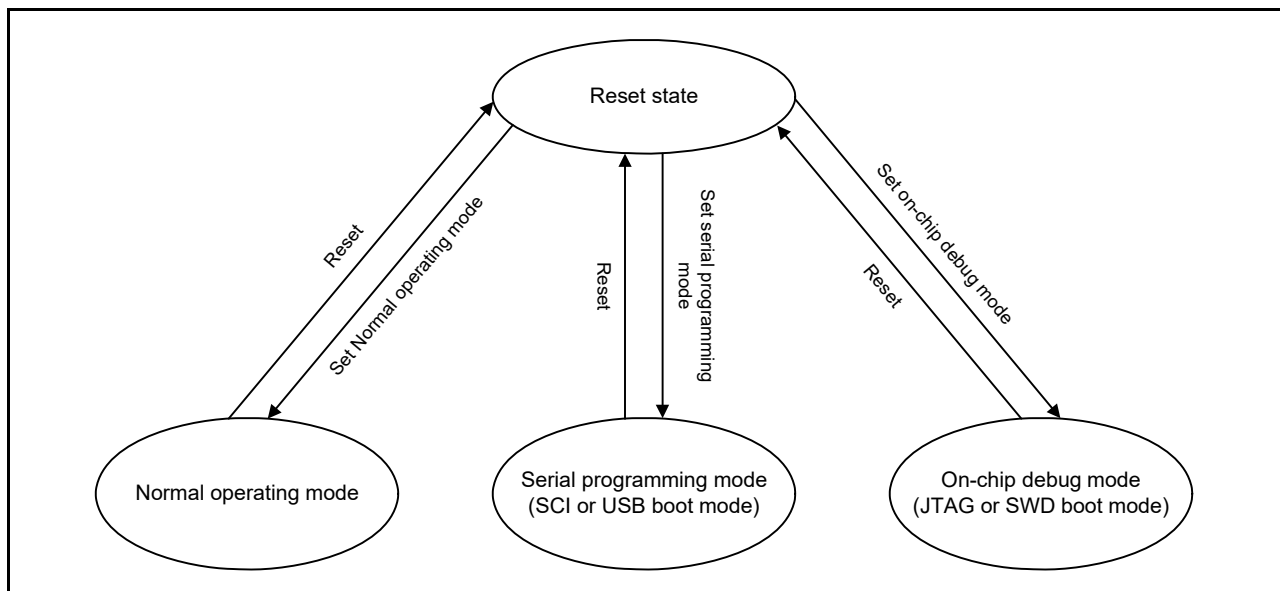 Reset state
Reset
Set Normal operating mode
Reset
Set serial programming
mode
Set on-chip debug mode
Reset
Normal operating mode
Serial programming mode
(SCI or USB boot mode)
On-chip debug mode
(JTAG or SWD boot mode)